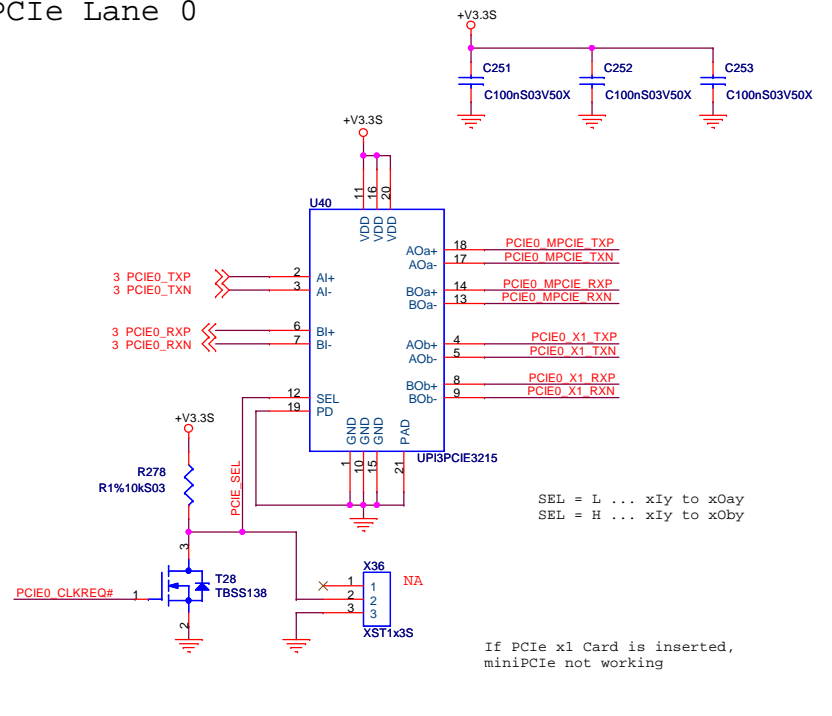 PCIe Lane 0
+V3.3S
C251
C252
C253
C100nS03V50X
C100nS03V50X
C100nS03V50X
+V3.3S
11
16
20
U40
VDD
VDD
VDD
3 PCIE0_TXP
2
AI+
3 PCIE0_TXN
3
AI-
3 PCIE0_RXP
6
BI+
3 PCIE0_RXN
7
BI-
12
SEL
19
PD
AOa+
18
PCIE0_MPCIE_TXP
AOa-
17
PCIE0_MPCIE_TXN
BOa+
14
PCIE0_MPCIE_RXP
BOa-
13
PCIE0_MPCIE_RXN
AOb+
4
PCIE0_X1_TXP
AOb-
5
PCIE0_X1_TXN
BOb+
8
PCIE0_X1_RXP
BOb-
9
PCIE0_X1_RXN
GND
GND
GND
PAD
1
10
15
21
UPI3PCIE3215
+V3.3S
R278
R1%10kS03
PCIE_SEL
SEL = L ... xIy to xOay
SEL = H ... xIy to xOby
3
T28
TBSS138
PCIE0_CLKREQ#
1
2
X36
NA
1
1
2
2
3
3
XST1x3S
If PCIe x1 Card is inserted,
miniPCIe not working